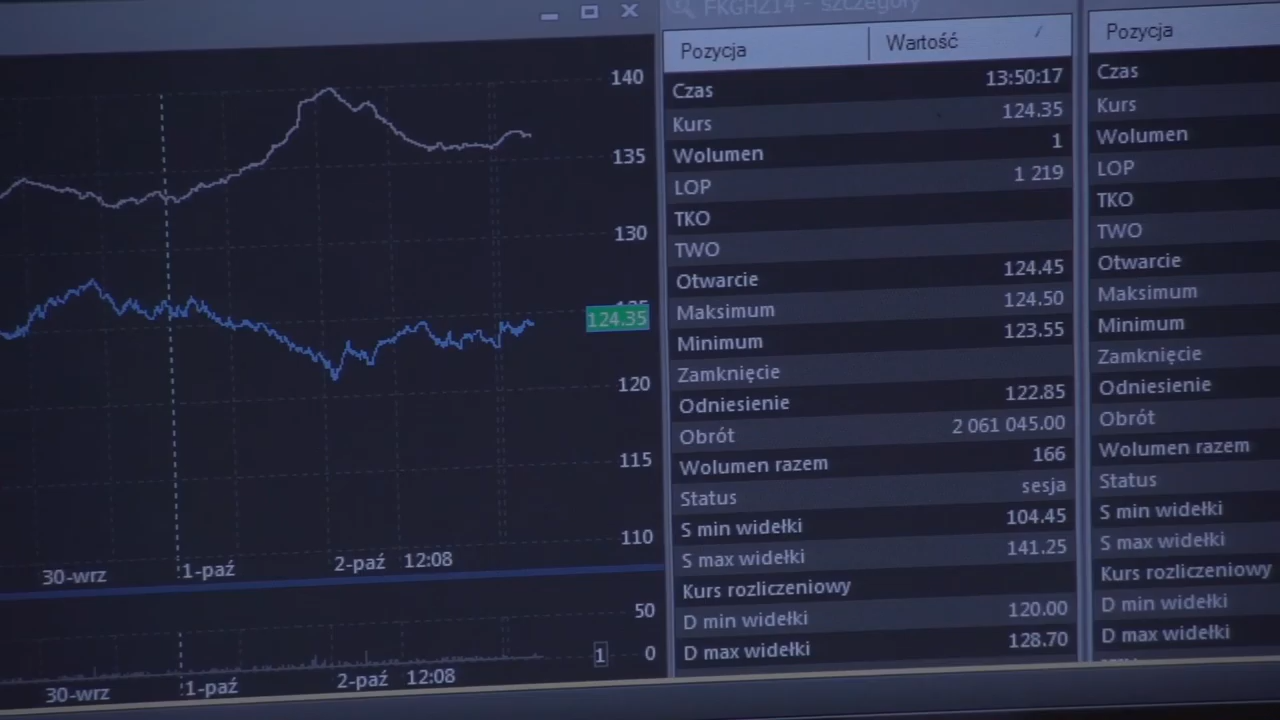 FKGHZ14 - szczegóły
140
135
130
124.35
120
115
110
30-wrz 1-paź 2-paź 12:08
50
1 0
30-wrz 1-paź 2-paź 12:08
Pozycja Wartość
Czas 13:50:17
Kurs 124.35
Wolumen 1
LOP 1 219
TKO
TWO
Otwarcie 124.45
Maksimum 124.50
Minimum 123.55
Zamknięcie
Odniesienie 122.85
Obrót 2 061 045.00
Wolumen razem 166
Status sesja
S min widełki 104.45
S max widełki 141.25
Kurs rozliczeniowy
D min widełki 120.00
D max widełki 128.70
Pozycja
Czas
Kurs
Wolumen
LOP
TKO
TWO
Otwarcie
Maksimum
Minimum
Zamknięcie
Odniesienie
Obrót
Wolumen razem
Status
S min widełki
S max widełki
Kurs rozliczeniowy
D min widełki
D max widełki